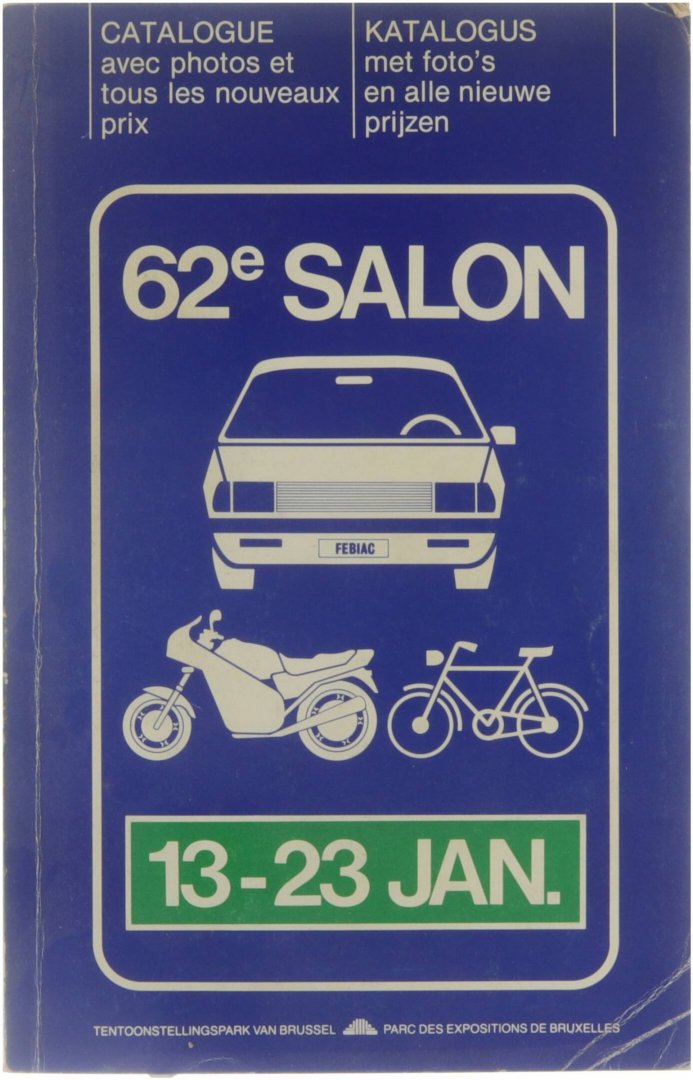 CATALOGUE
avec photos et
tous les nouveaux
prix
KATALOGUS
met foto's
en alle nieuwe
prijzen
62e SALON
FEBIAC
13-23 JAN.
TENTOONSTELLINGSPARK VAN BRUSSEL PARC DES EXPOSITIONS DE BRUXELLES